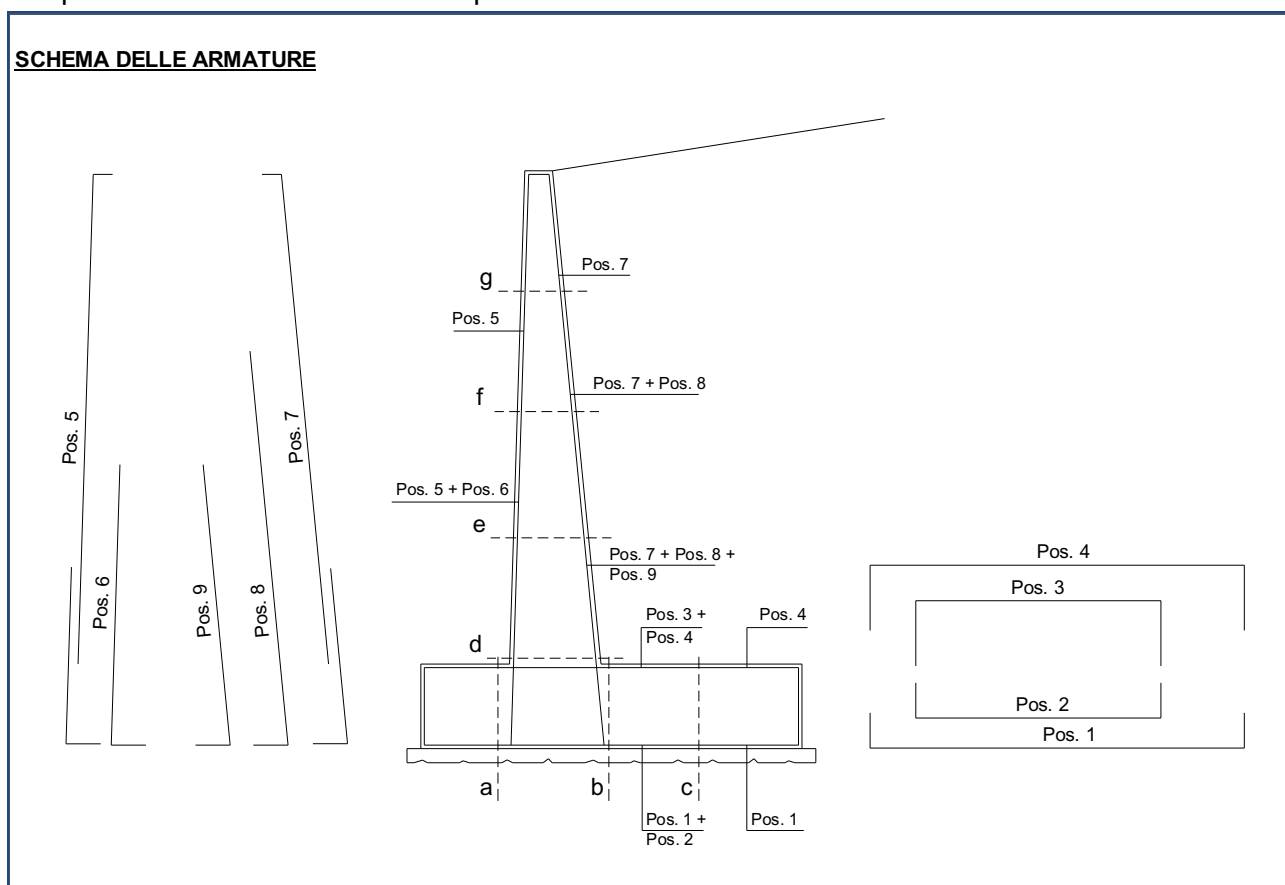 SCHEMA DELLE ARMATURE
Pos. 5
Pos. 6
Pos. 9
Pos. 8
Pos. 7
g
Pos. 7
Pos. 5
f
Pos. 7 + Pos. 8
Pos. 5 + Pos. 6
e
Pos. 7 + Pos. 8 +
Pos. 9
d
Pos. 3 +
Pos. 4
Pos. 4
a
b
c
Pos. 1 +
Pos. 2
Pos. 1
Pos. 4
Pos. 3
Pos. 2
Pos. 1